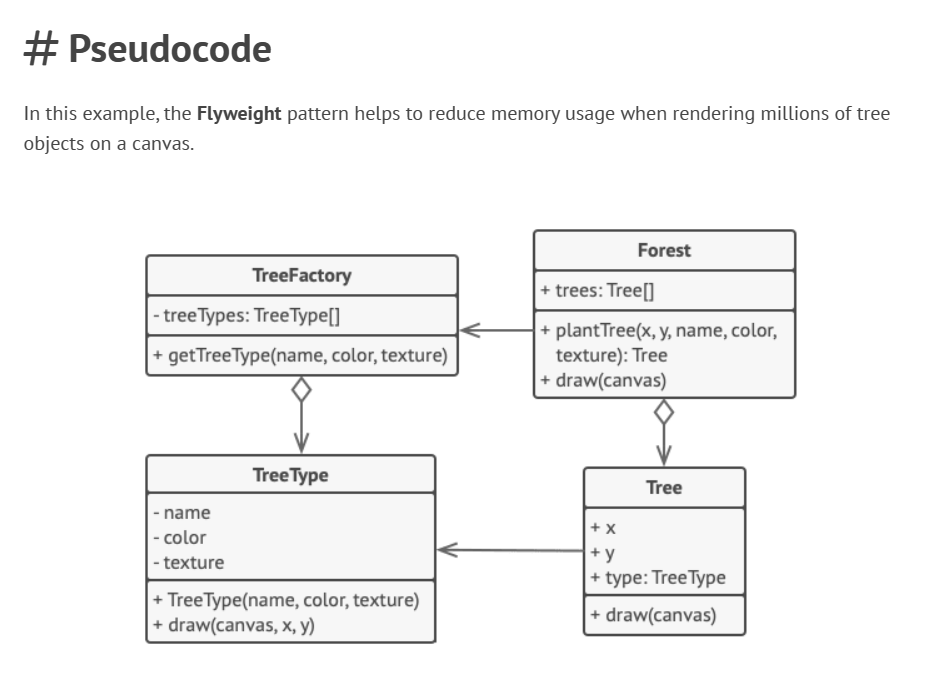 # Pseudocode
In this example, the Flyweight pattern helps to reduce memory usage when rendering millions of tree
objects on a canvas.
TreeFactory
- treeTypes: TreeType[]
+ getTreeType(name, color, texture)
Forest
+ trees: Tree[]
+ plantTree(x, y, name, color,
texture): Tree
+ draw(canvas)
TreeType
- name
- color
- texture
+ TreeType(name, color, texture)
+ draw(canvas, x, y)
Tree
+ x
+ y
+ type: TreeType
+ draw(canvas)